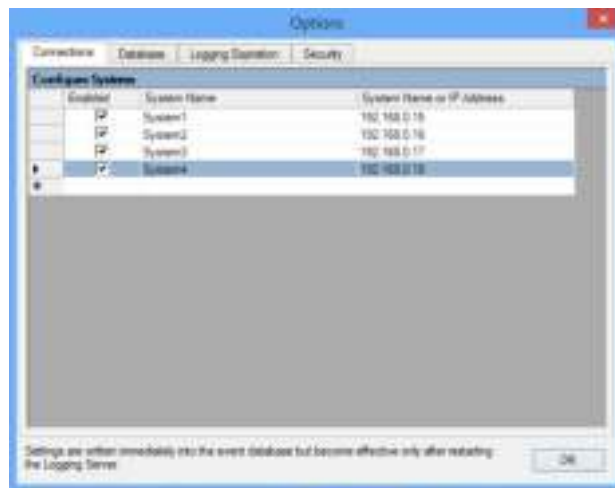 Options
Connections Database Logging Operation Security
Configure Systems
Enabled System Name System Name or IP Address
System1 192.168.0.15
System2 192.168.0.16
System3 192.168.0.17
System4 192.168.0.18
Settings are written immediately into the event database but become effective only after restarting
the Logging Server.
OK